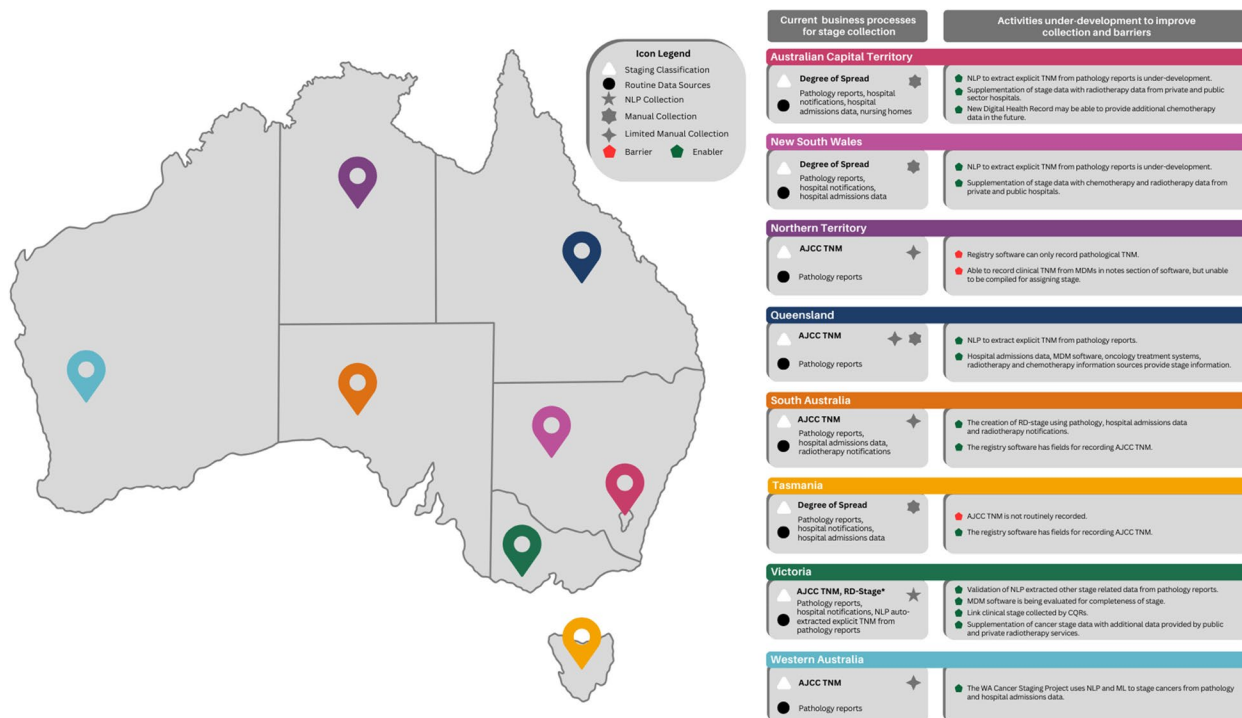 Icon Legend
Staging Classification
Routine Data Sources
NLP Collection
Manual Collection
Limited Manual Collection
Barrier
Enabler
Current business processes
for stage collection
Activities under-development to improve
collection and barriers
Australian Capital Territory
Degree of Spread
Pathology reports, hospital
notifications, hospital
admissions data, nursing homes
NLP to extract explicit TNM from pathology reports is under-development.
Supplementation of stage data with radiotherapy data from private and public
sector hospitals.
New Digital Health Record may be able to provide additional chemotherapy
data in the future.
New South Wales
Degree of Spread
Pathology reports,
hospital notifications,
hospital admissions data
NLP to extract explicit TNM from pathology reports is under-development.
Supplementation of stage data with chemotherapy and radiotherapy data from
private and public hospitals.
Northern Territory
AJCC TNM
Pathology reports
Registry software can only record pathological TNM.
Able to record clinical TNM from MDMs in notes section of software, but unable
to be compiled for assigning stage.
Queensland
AJCC TNM
Pathology reports
NLP to extract explicit TNM from pathology reports.
Hospital admissions data, MDM software, oncology treatment systems,
radiotherapy and chemotherapy information sources provide stage information.
South Australia
AJCC TNM
Pathology reports,
hospital admissions data,
radiotherapy notifications
The creation of RD-stage using pathology, hospital admissions data
and radiotherapy notifications.
The registry software has fields for recording AJCC TNM.
Tasmania
Degree of Spread
Pathology reports,
hospital notifications,
hospital admissions data
AJCC TNM is not routinely recorded.
The registry software has fields for recording AJCC TNM.
Victoria
AJCC TNM, RD-Stage*
Pathology reports,
hospital notifications, NLP auto-
extracted explicit TNM from
pathology reports
Validation of NLP extracted other stage related data from pathology reports.
MDM software is being evaluated for completeness of stage.
Link clinical stage collected by CQRs.
Supplementation of cancer stage data with additional data provided by public
and private radiotherapy services.
Western Australia
AJCC TNM
Pathology reports
The WA Cancer Staging Project uses NLP and ML to stage cancers from pathology
and hospital admissions data.